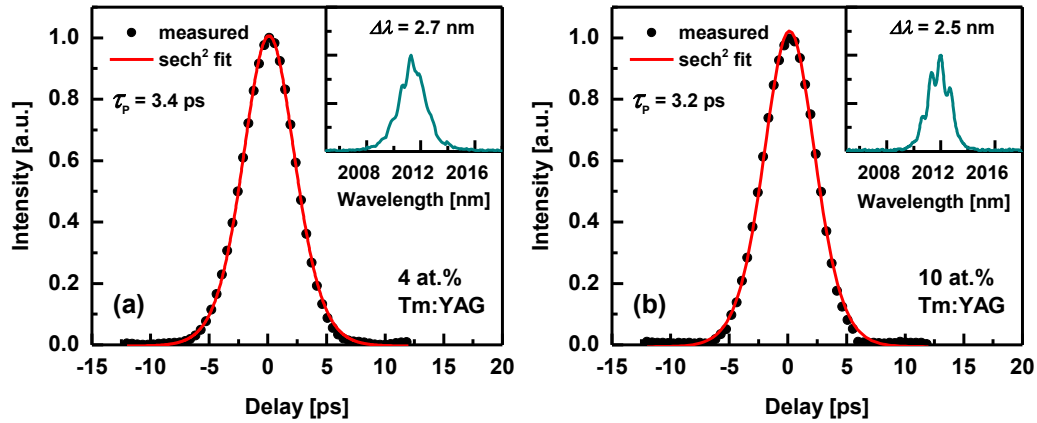 1.0
0.8
0.6
0.4
0.2
0.0
Intensity [a.u.]
measured
sech² fit
τP = 3.4 ps
Δλ = 2.7 nm
2008 2012 2016
Wavelength [nm]
(a)
4 at.%
Tm:YAG
-15 -10 -5 0 5 10 15 20
Delay [ps]
1.0
0.8
0.6
0.4
0.2
0.0
Intensity [a.u.]
measured
sech² fit
τP = 3.2 ps
Δλ = 2.5 nm
2008 2012 2016
Wavelength [nm]
(b)
10 at.%
Tm:YAG
-15 -10 -5 0 5 10 15 20
Delay [ps]